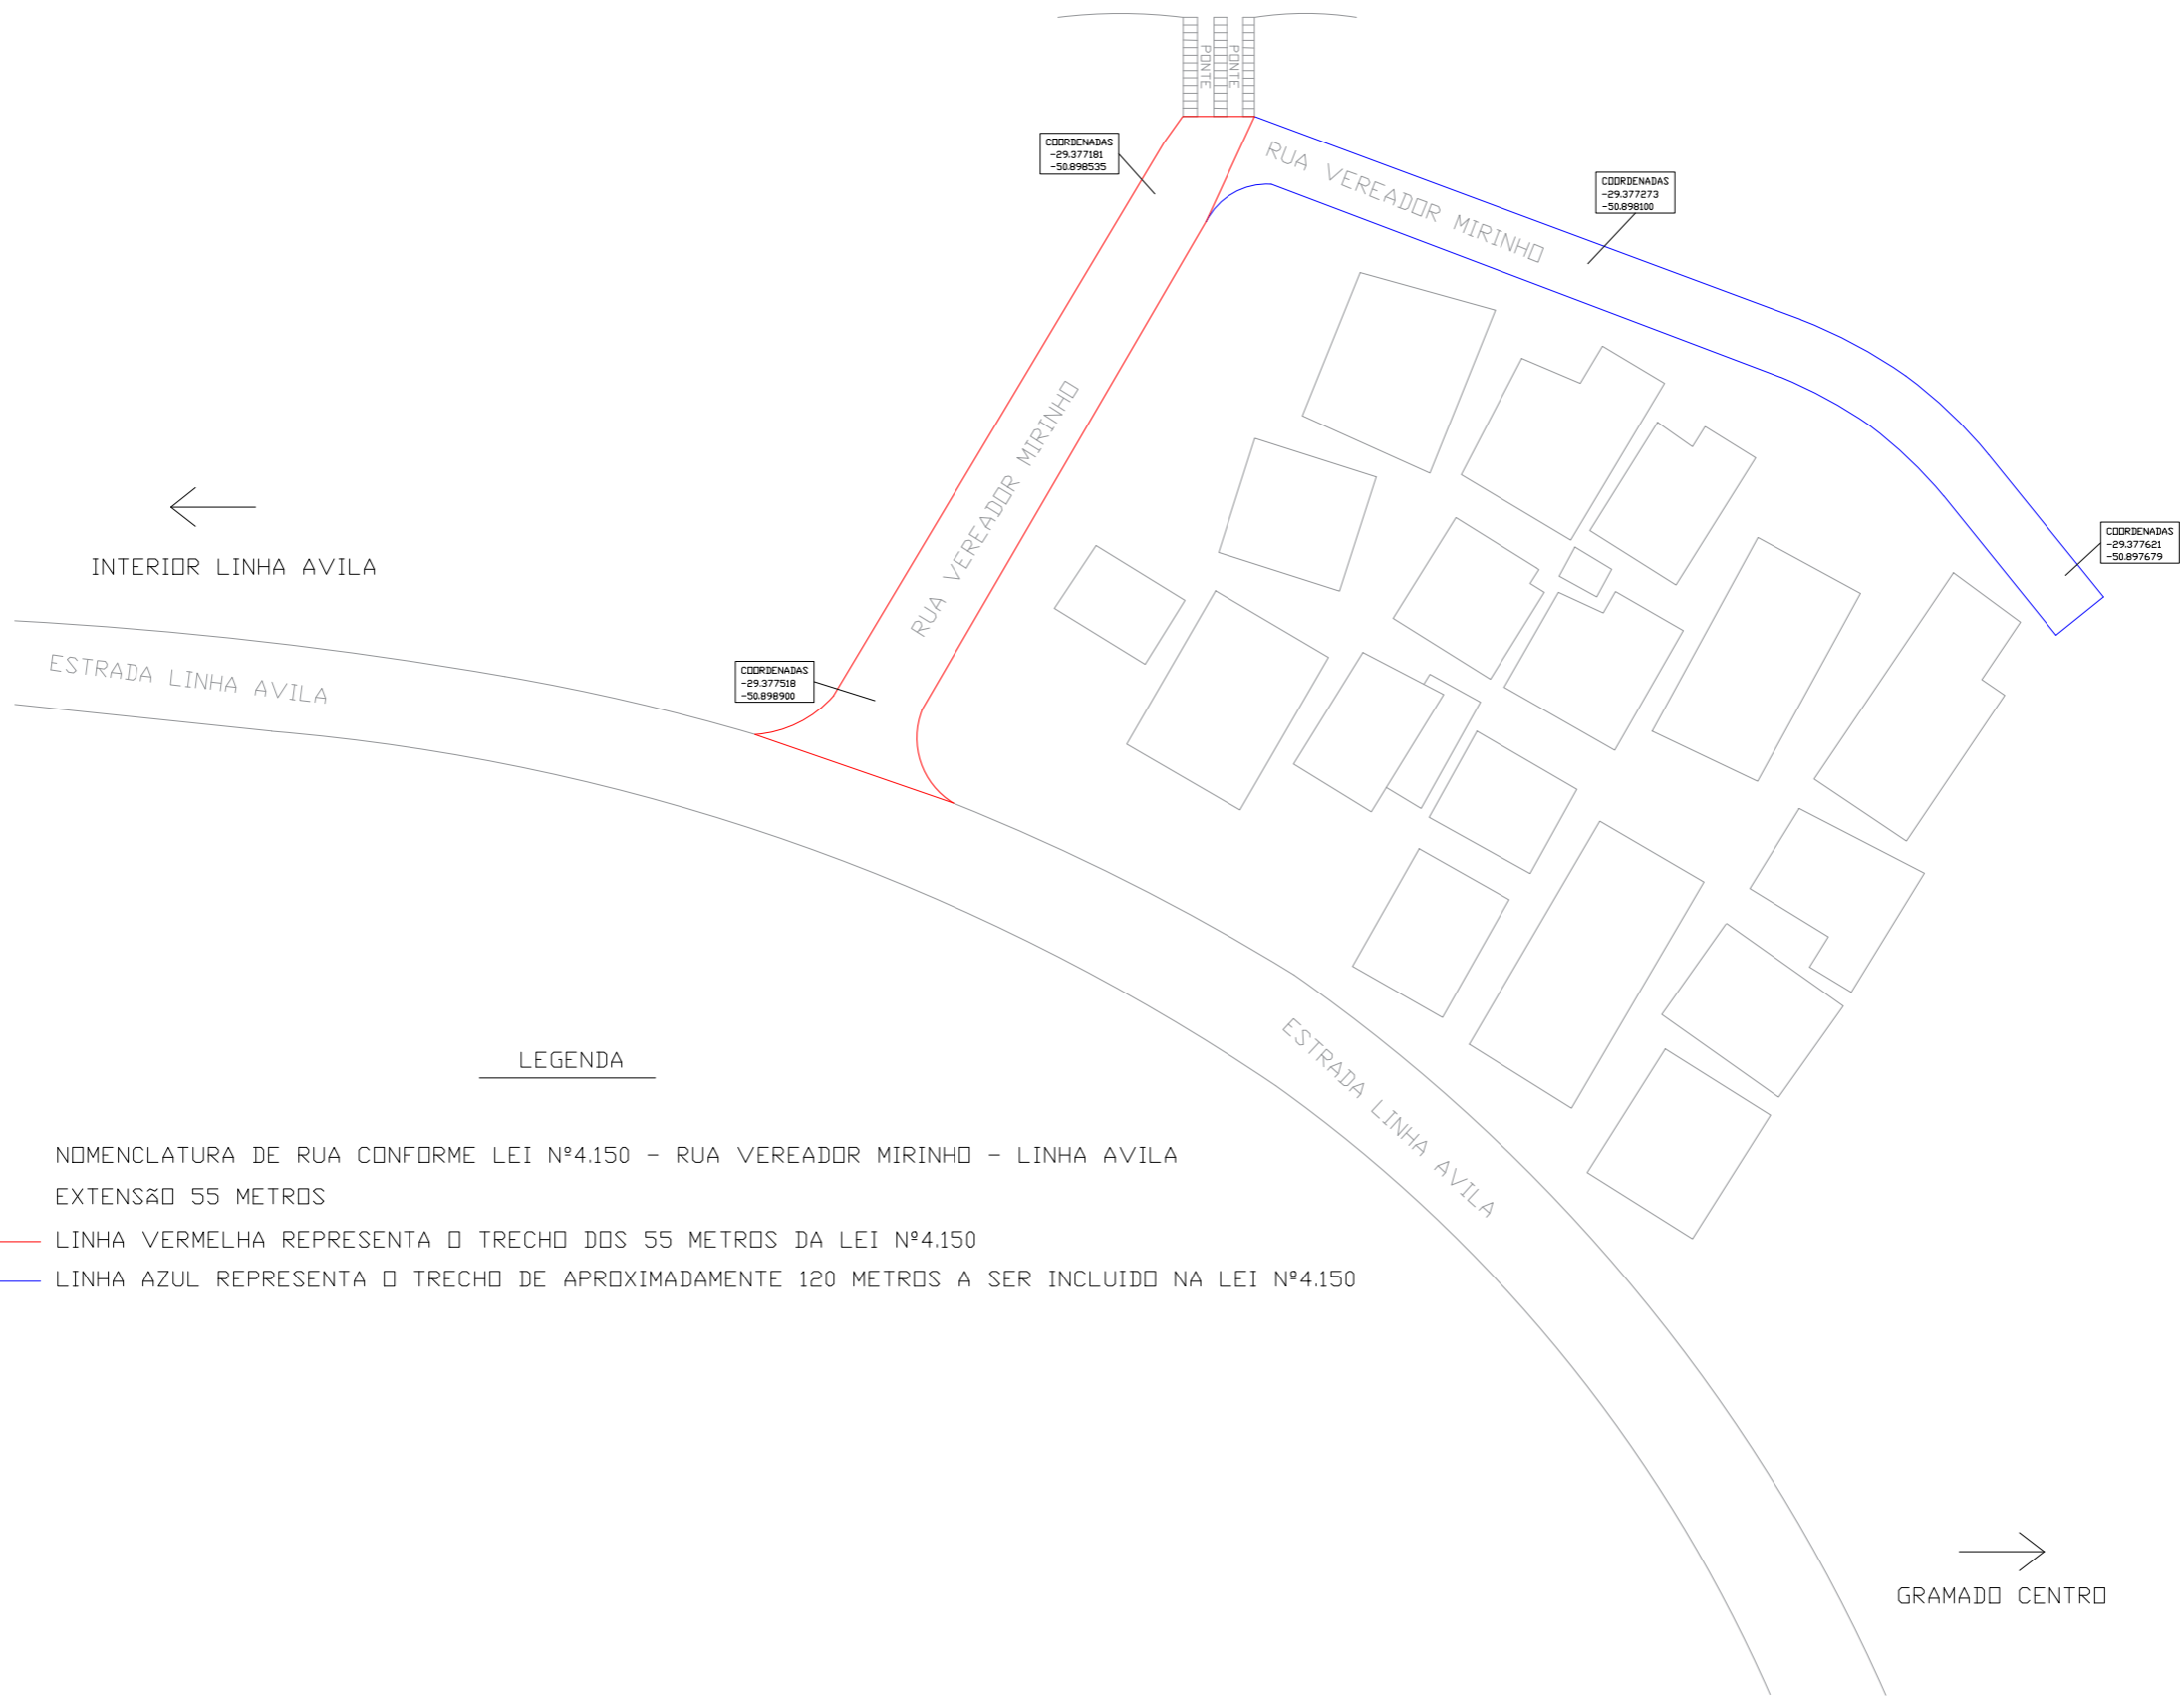 PONTE
PONTE
COORDENADAS
-29.377181
-50.898535
RUA VEREADOR MIRINHO
COORDENADAS
-29.377273
-50.898100
RUA VEREADOR MIRINHO
INTERIOR LINHA AVILA
COORDENADAS
-29.377621
-50.897679
ESTRADA LINHA AVILA
COORDENADAS
-29.377518
-50.898900
ESTRADA LINHA AVILA
LEGENDA
NOMENCLATURA DE RUA CONFORME LEI Nº4.150 - RUA VEREADOR MIRINHO - LINHA AVILA
EXTENSãO 55 METROS
LINHA VERMELHA REPRESENTA O TRECHO DOS 55 METROS DA LEI Nº4.150
LINHA AZUL REPRESENTA O TRECHO DE APROXIMADAMENTE 120 METROS A SER INCLUIDO NA LEI Nº4.150
GRAMADO CENTRO